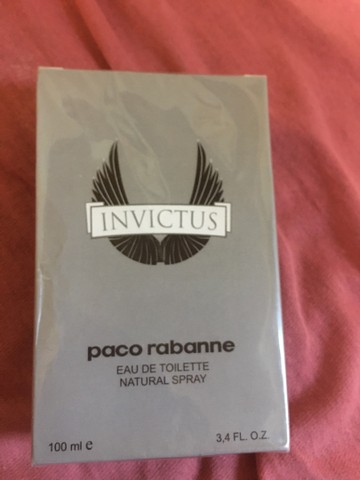 INVICTUS
paco rabanne
EAU DE TOILETTE
NATURAL SPRAY
100 ml e
3,4 FL. O.Z.